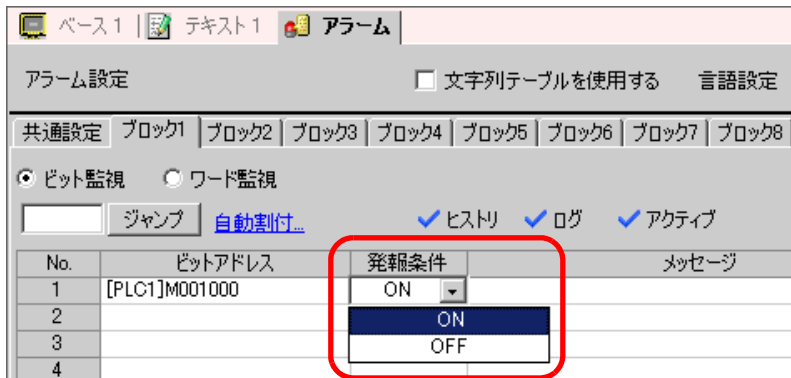 ベース1 テキスト1 アラーム
アラーム設定 文字列テーブルを使用する 言語設定
共通設定 ブロック1 ブロック2 ブロック3 ブロック4 ブロック5 ブロック6 ブロック7 ブロック8
ビット監視 ワード監視
ジャンプ 自動割付... ヒストリ ログ アクティブ
No. ビットアドレス 発報条件 メッセージ
1 [PLC1]M001000 ON
2 ON
3 OFF
4